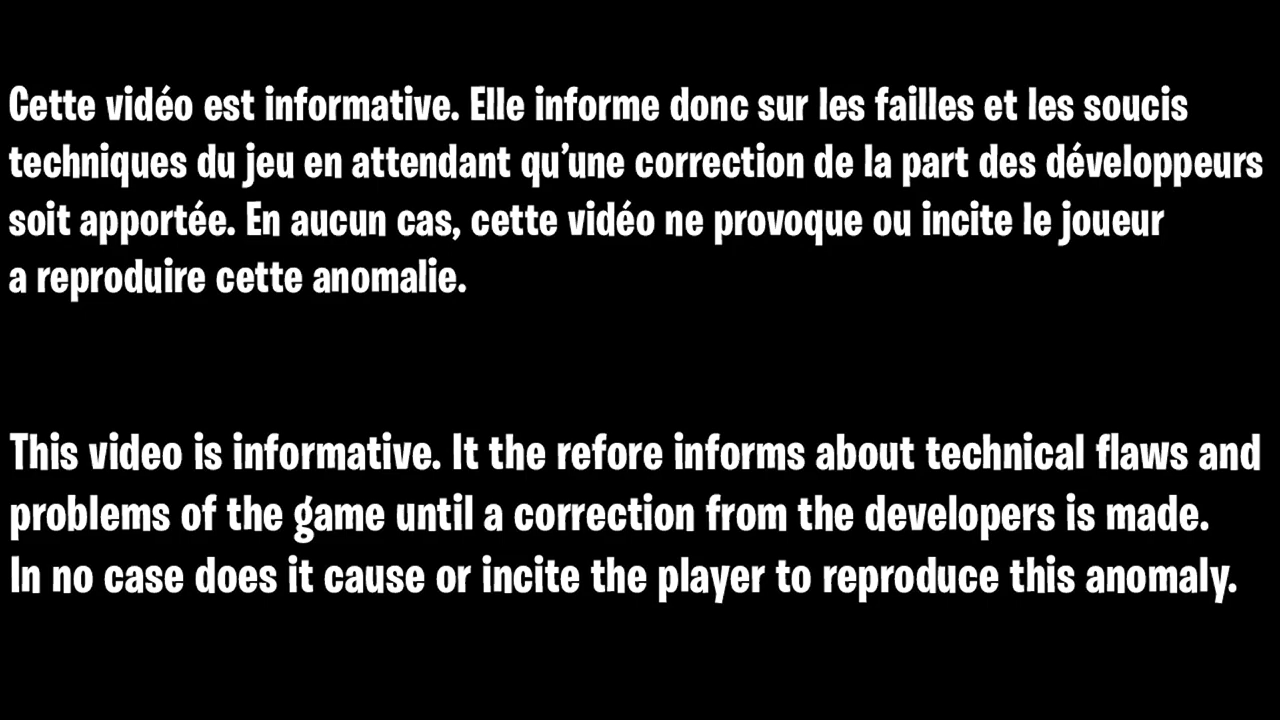 Cette vidéo est informative. Elle informe donc sur les failles et les soucis
techniques du jeu en attendant qu’une correction de la part des développeurs
soit apportée. En aucun cas, cette vidéo ne provoque ou incite le joueur
a reproduire cette anomalie.
This video is informative. It the refore informs about technical flaws and
problems of the game until a correction from the developers is made.
In no case does it cause or incite the player to reproduce this anomaly.